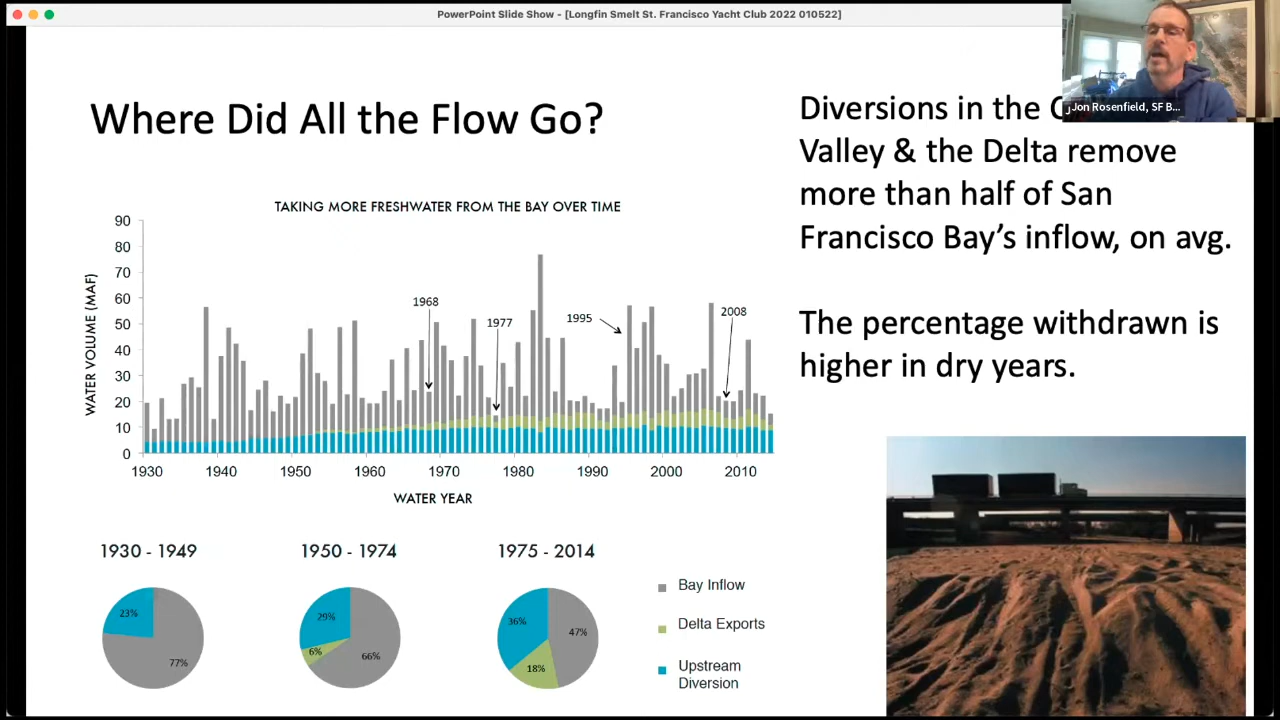 PowerPoint Slide Show - [Longfin Smelt St. Francisco Yacht Club 2022 010522]
Jon Rosenfield, SF B...
Where Did All the Flow Go?
Diversions in the
Valley & the Delta remove
more than half of San
Francisco Bay's inflow, on avg.
The percentage withdrawn is
higher in dry years.
TAKING MORE FRESHWATER FROM THE BAY OVER TIME
WATER VOLUME (MAF)
90
80
70
60
50
40
30
20
10
0
1968
1977
1995
2008
1930 1940 1950 1960 1970 1980 1990 2000 2010
WATER YEAR
1930 - 1949
23%
77%
1950 - 1974
29%
6%
66%
1975 - 2014
36%
47%
18%
Bay Inflow
Delta Exports
Upstream
Diversion